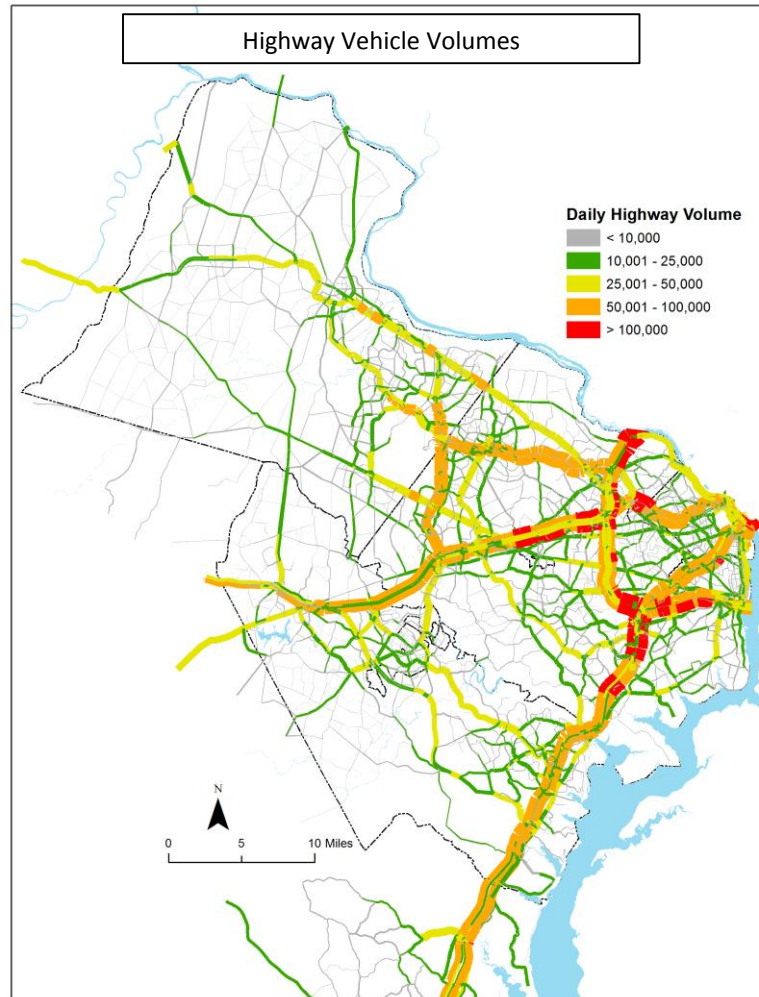 Highway Vehicle Volumes
Daily Highway Volume
< 10,000
10,001 - 25,000
25,001 - 50,000
50,001 - 100,000
> 100,000
N
0 5 10 Miles